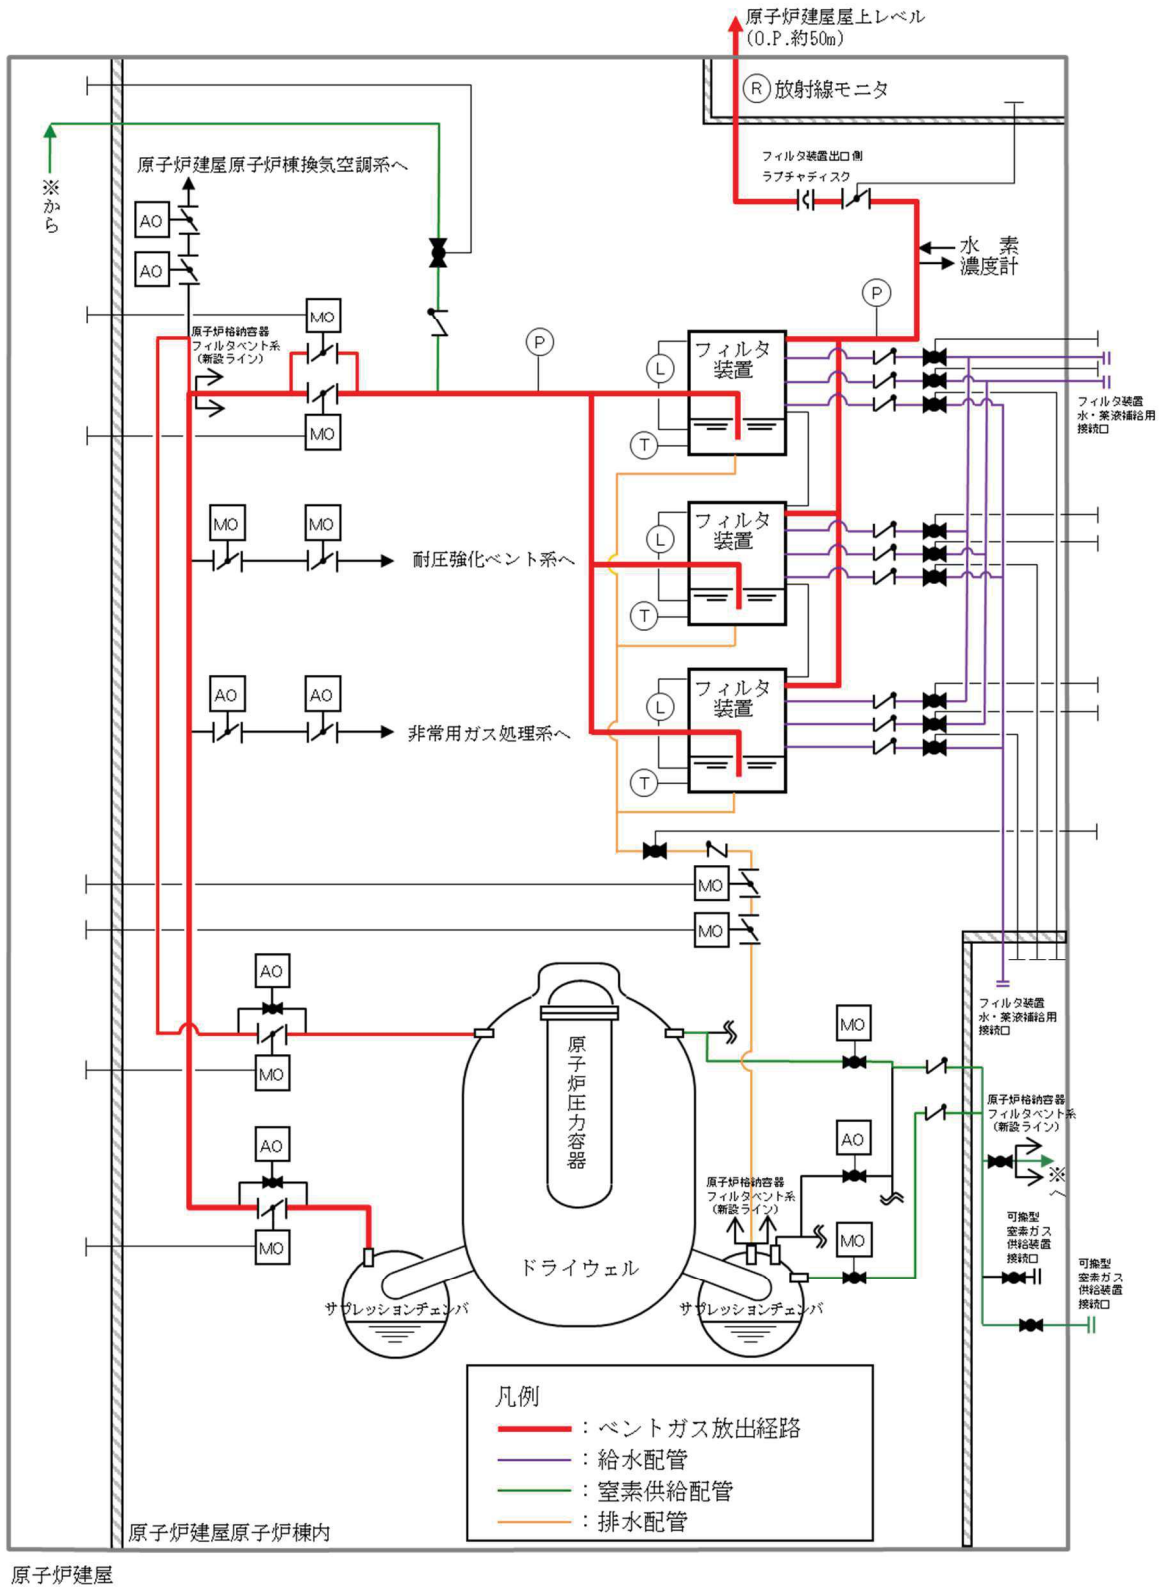 原子炉建屋屋上レベル
(O.P.約50m)
R 放射線モニタ
フィルタ装置出口側
ラプチャディスク
※から
原子炉建屋原子炉棟換気空調系へ
AO
AO
水 素
濃度計
P
P
MO
原子炉格納容器
フィルタベント系
(新設ライン)
MO
フィルタ
装置
L
T
フィルタ装置
水・薬液補給用
接続口
MO
MO
耐圧強化ベント系へ
フィルタ
装置
L
T
AO
AO
非常用ガス処理系へ
フィルタ
装置
L
T
MO
MO
AO
MO
原子炉圧力容器
MO
フィルタ装置
水・薬液補給用
接続口
原子炉格納容器
フィルタベント系
(新設ライン)
※へ
AO
MO
AO
原子炉格納容器
フィルタベント系
(新設ライン)
MO
可搬型
窒素ガス
供給装置
接続口
可搬型
窒素ガス
供給装置
接続口
ドライウェル
サプレッションチェンバ
サプレッションチェンバ
凡例
:ベントガス放出経路
:給水配管
:窒素供給配管
:排水配管
原子炉建屋原子炉棟内
原子炉建屋